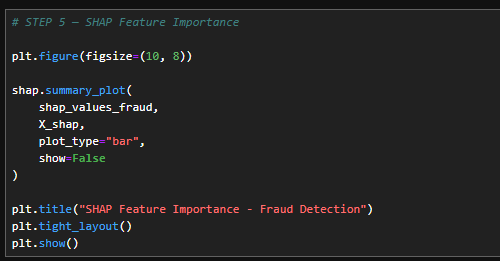 # STEP 5 — SHAP Feature Importance
plt.figure(figsize=(10, 8))
shap.summary_plot(
    shap_values_fraud,
    X_shap,
    plot_type="bar",
    show=False
)
plt.title("SHAP Feature Importance - Fraud Detection")
plt.tight_layout()
plt.show()